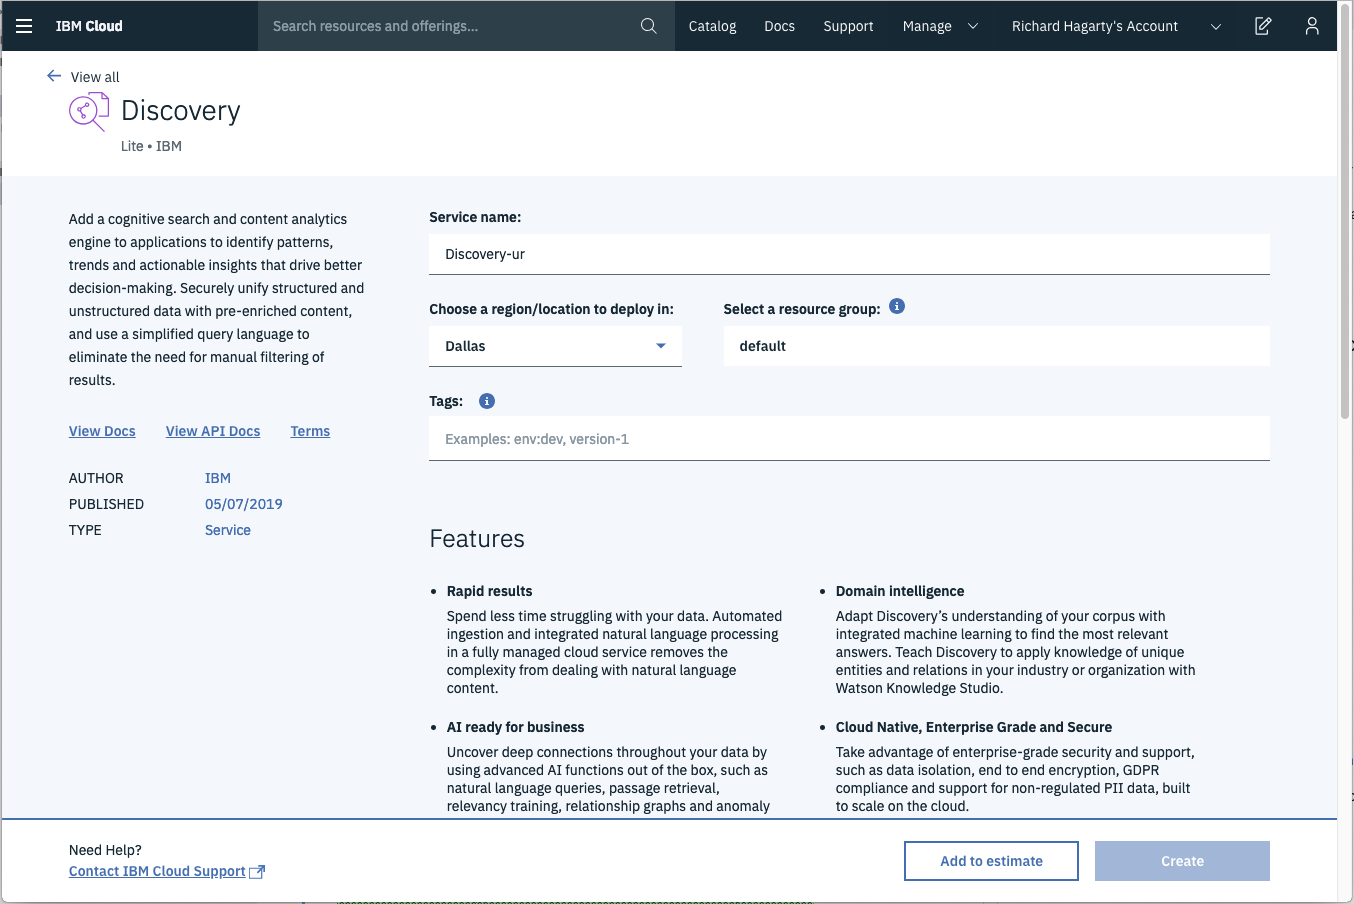 IBM Cloud
Search resources and offerings...
Catalog
Docs
Support
Manage
Richard Hagarty's Account
View all
Discovery
Lite • IBM
Add a cognitive search and content analytics
engine to applications to identify patterns,
trends and actionable insights that drive better
decision-making. Securely unify structured and
unstructured data with pre-enriched content,
and use a simplified query language to
eliminate the need for manual filtering of
results.
View Docs
View API Docs
Terms
AUTHOR IBM
PUBLISHED 05/07/2019
TYPE Service
Service name:
Discovery-ur
Choose a region/location to deploy in:
Dallas
Select a resource group:
default
Tags:
Examples: env:dev, version-1
Features
• Rapid results
Spend less time struggling with your data. Automated
ingestion and integrated natural language processing
in a fully managed cloud service removes the
complexity from dealing with natural language
content.
• Domain intelligence
Adapt Discovery's understanding of your corpus with
integrated machine learning to find the most relevant
answers. Teach Discovery to apply knowledge of unique
entities and relations in your industry or organization with
Watson Knowledge Studio.
• AI ready for business
Uncover deep connections throughout your data by
using advanced AI functions out of the box, such as
natural language queries, passage retrieval,
relevancy training, relationship graphs and anomaly
• Cloud Native, Enterprise Grade and Secure
Take advantage of enterprise-grade security and support,
such as data isolation, end to end encryption, GDPR
compliance and support for non-regulated PII data, built
to scale on the cloud.
Need Help?
Contact IBM Cloud Support
Add to estimate
Create